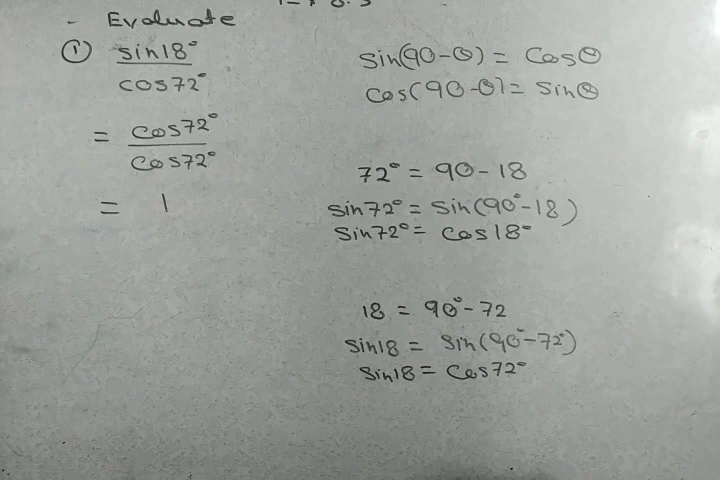 - Evaluate
① sin18°
cos72°
= cos72°
cos72°
= 1
sin(90-θ) = cosθ
cos(90-θ) = sinθ
72° = 90-18
sin72° = sin(90°-18)
sin72° = cos18°
18 = 90°-72
sin18 = sin(90°-72°)
sin18 = cos72°